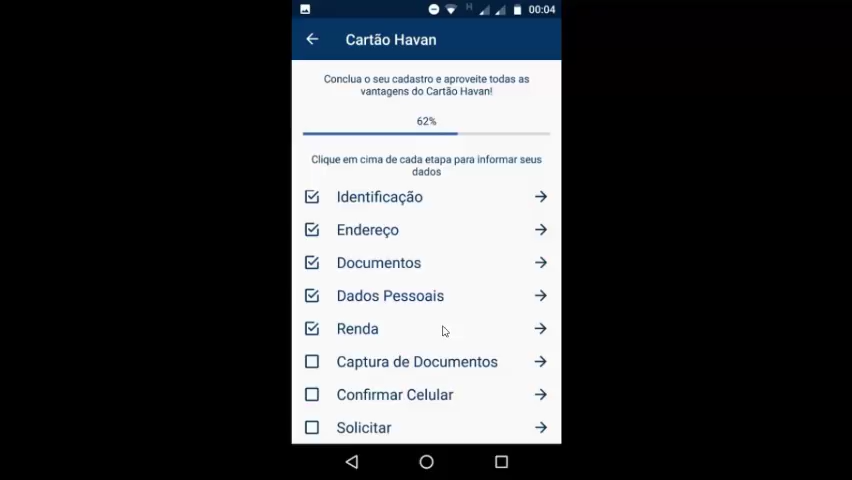 H 00:04
Cartão Havan
Conclua o seu cadastro e aproveite todas as
vantagens do Cartão Havan!
62%
Clique em cima de cada etapa para informar seus
dados
Identificação
Endereço
Documentos
Dados Pessoais
Renda
Captura de Documentos
Confirmar Celular
Solicitar